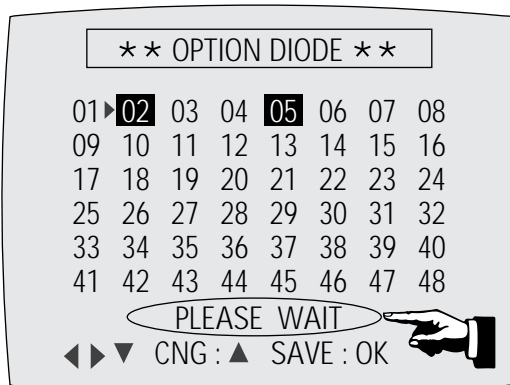 ** OPTION DIODE **
01▶02 03 04 05 06 07 08
09 10 11 12 13 14 15 16
17 18 19 20 21 22 23 24
25 26 27 28 29 30 31 32
33 34 35 36 37 38 39 40
41 42 43 44 45 46 47 48
PLEASE WAIT
◀▶▼ CNG : ▲ SAVE : OK